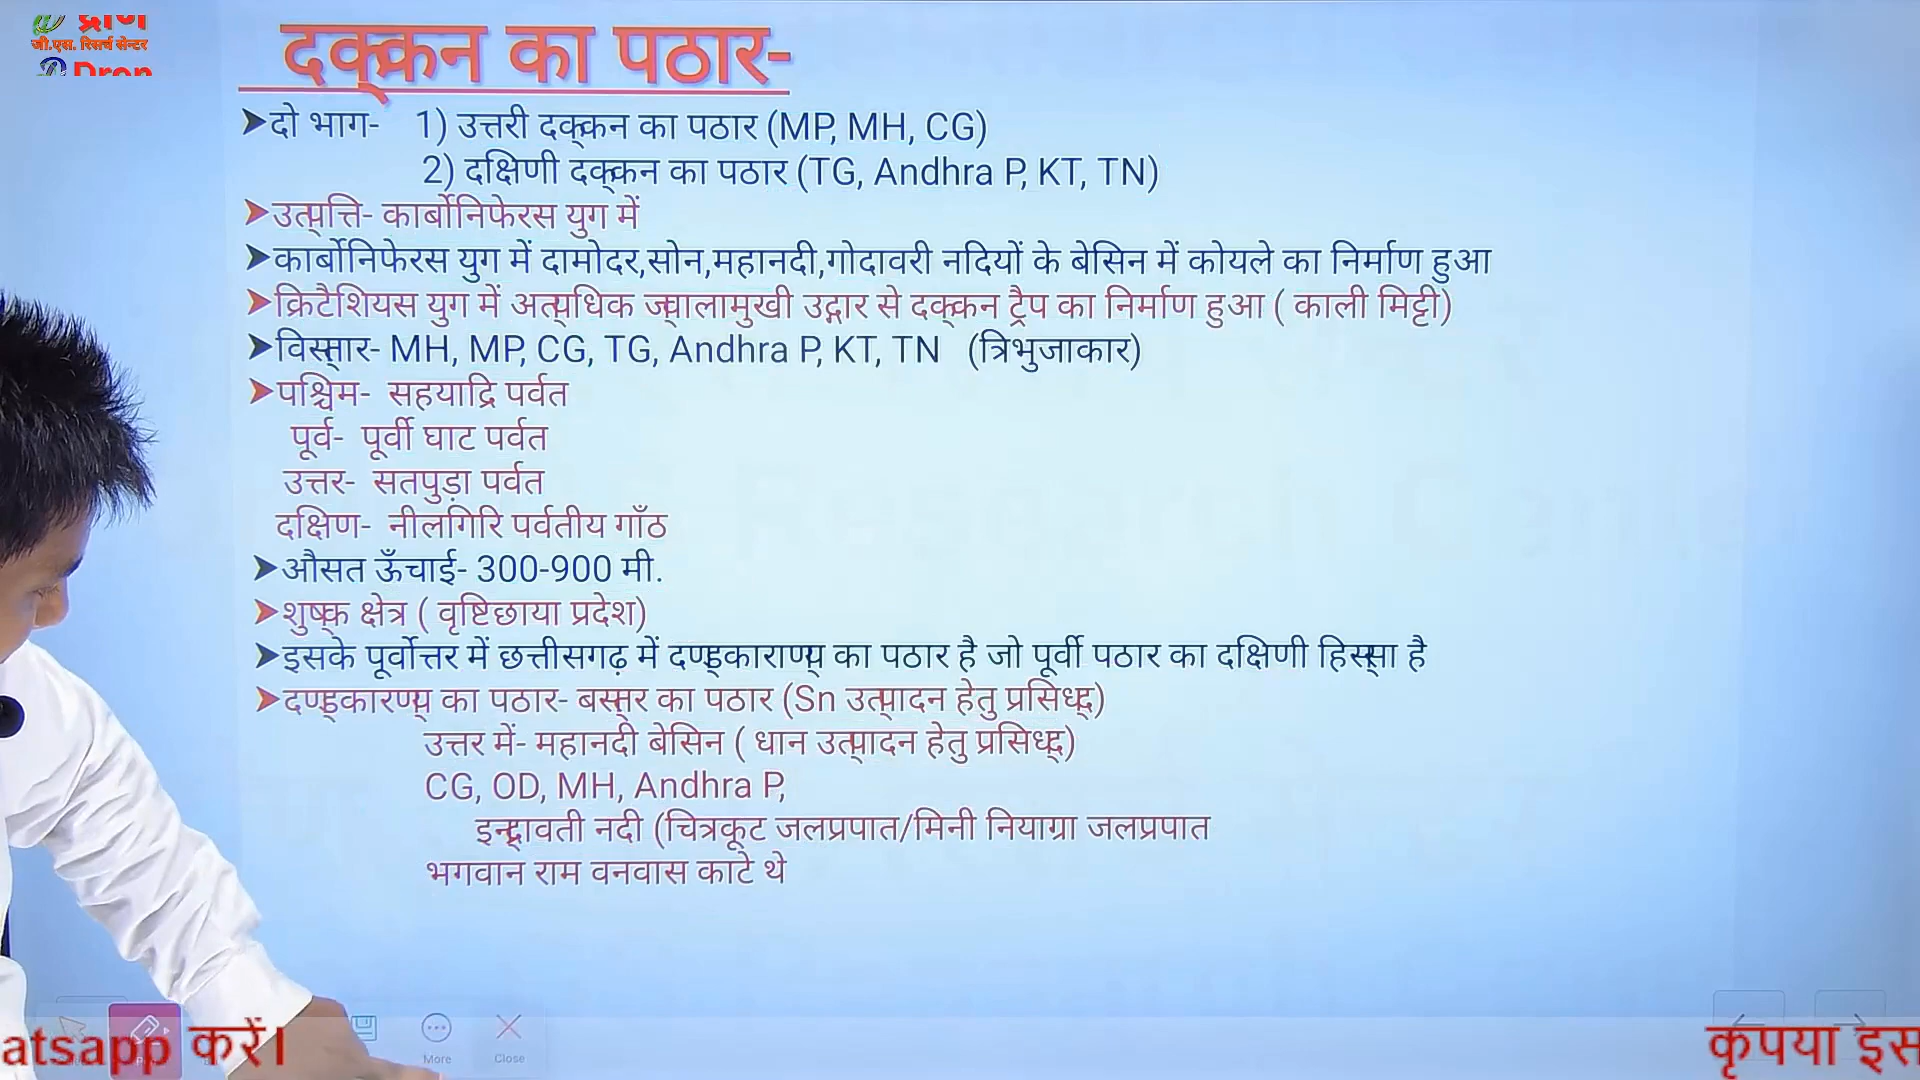 द्रोण
जी.एस. रिसर्च सेन्टर
Dron
दक्कन का पठार-
➤दो भाग- 1) उत्तरी दक्कन का पठार (MP, MH, CG)
2) दक्षिणी दक्कन का पठार (TG, Andhra P, KT, TN)
➤उत्पत्ति- कार्बोनिफेरस युग में
➤कार्बोनिफेरस युग में दामोदर,सोन,महानदी,गोदावरी नदियों के बेसिन में कोयले का निर्माण हुआ
➤क्रिटैशियस युग में अत्यधिक ज्वालामुखी उद्गार से दक्कन ट्रैप का निर्माण हुआ ( काली मिट्टी)
➤विस्तार- MH, MP, CG, TG, Andhra P, KT, TN (त्रिभुजाकार)
➤पश्चिम- सहयाद्रि पर्वत
पूर्व- पूर्वी घाट पर्वत
उत्तर- सतपुड़ा पर्वत
दक्षिण- नीलगिरि पर्वतीय गाँठ
➤औसत ऊँचाई- 300-900 मी.
➤शुष्क क्षेत्र ( वृष्टिछाया प्रदेश)
➤इसके पूर्वोत्तर में छत्तीसगढ़ में दण्डकाराण्य का पठार है जो पूर्वी पठार का दक्षिणी हिस्सा है
➤दण्डकारण्य का पठार- बस्तर का पठार (Sn उत्पादन हेतु प्रसिध्द)
उत्तर में- महानदी बेसिन ( धान उत्पादन हेतु प्रसिध्द)
CG, OD, MH, Andhra P,
इन्द्रावती नदी (चित्रकूट जलप्रपात/मिनी नियाग्रा जलप्रपात
भगवान राम वनवास काटे थे
More Close
atsapp करें। कृपया इस